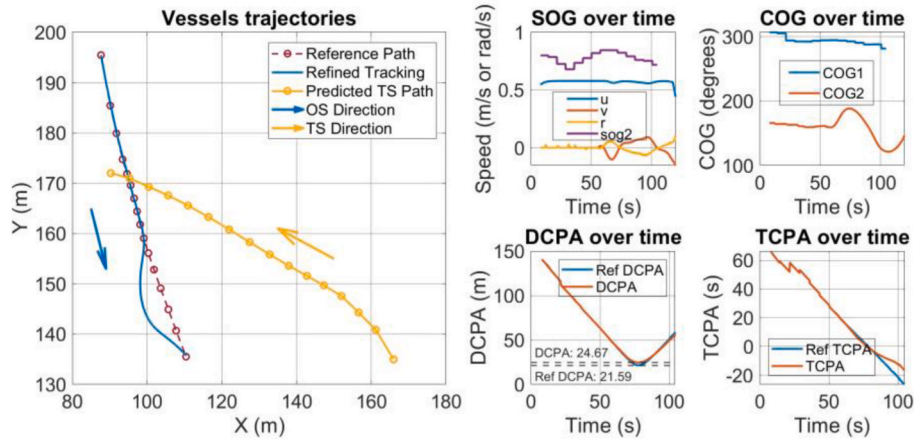 Vessels trajectories
200
190
180
170
160
150
140
130
80
100
120
140
160
180
Y (m)
X (m)
Reference Path
Refined Tracking
Predicted TS Path
OS Direction
TS Direction
SOG over time
1
0.5
0
0
50
100
Speed (m/s or rad/s)
Time (s)
u
v
r
sog2
COG over time
300
200
100
0
50
100
COG (degrees)
Time (s)
COG1
COG2
DCPA over time
150
100
50
0
0
50
100
DCPA (m)
Time (s)
Ref DCPA
DCPA
DCPA: 24.67
Ref DCPA: 21.59
TCPA over time
60
40
20
0
-20
0
50
100
TCPA (s)
Time (s)
Ref TCPA
TCPA